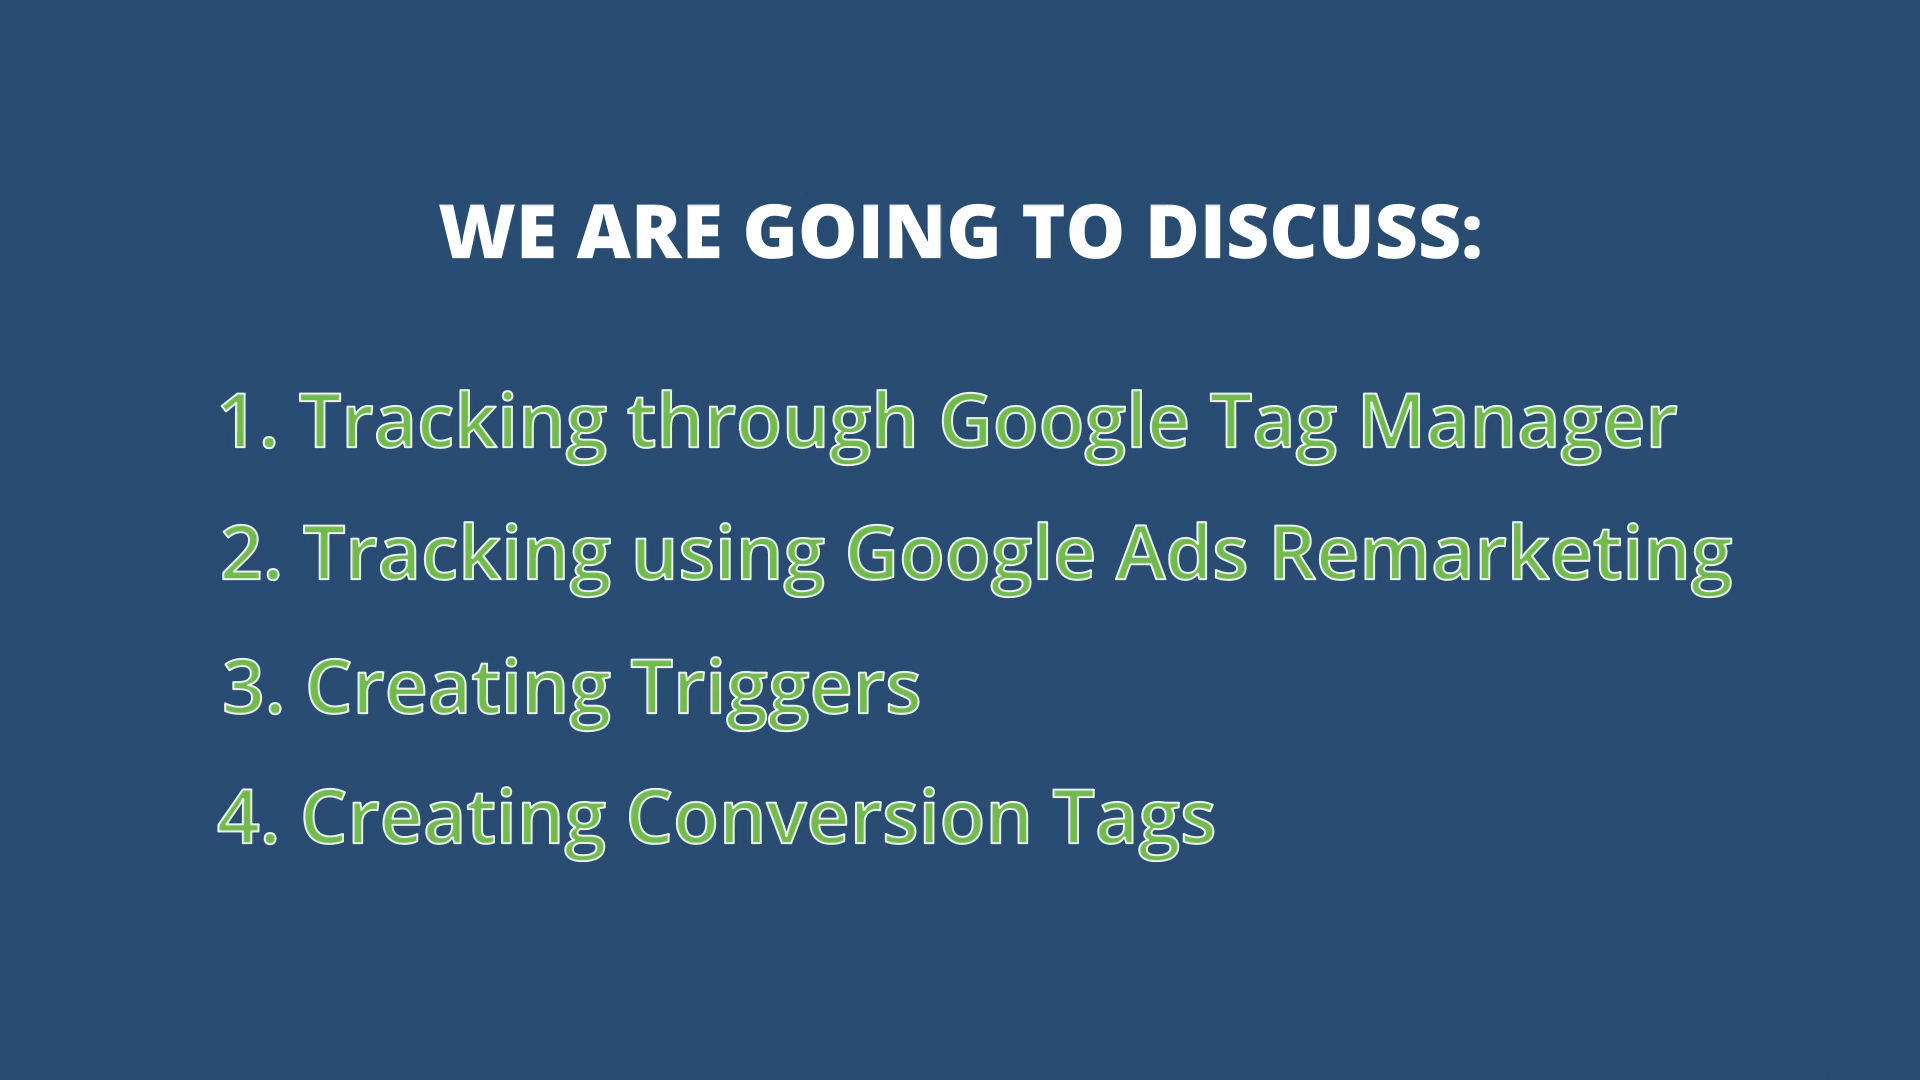 WE ARE GOING TO DISCUSS:
1. Tracking through Google Tag Manager
2. Tracking using Google Ads Remarketing
3. Creating Triggers
4. Creating Conversion Tags